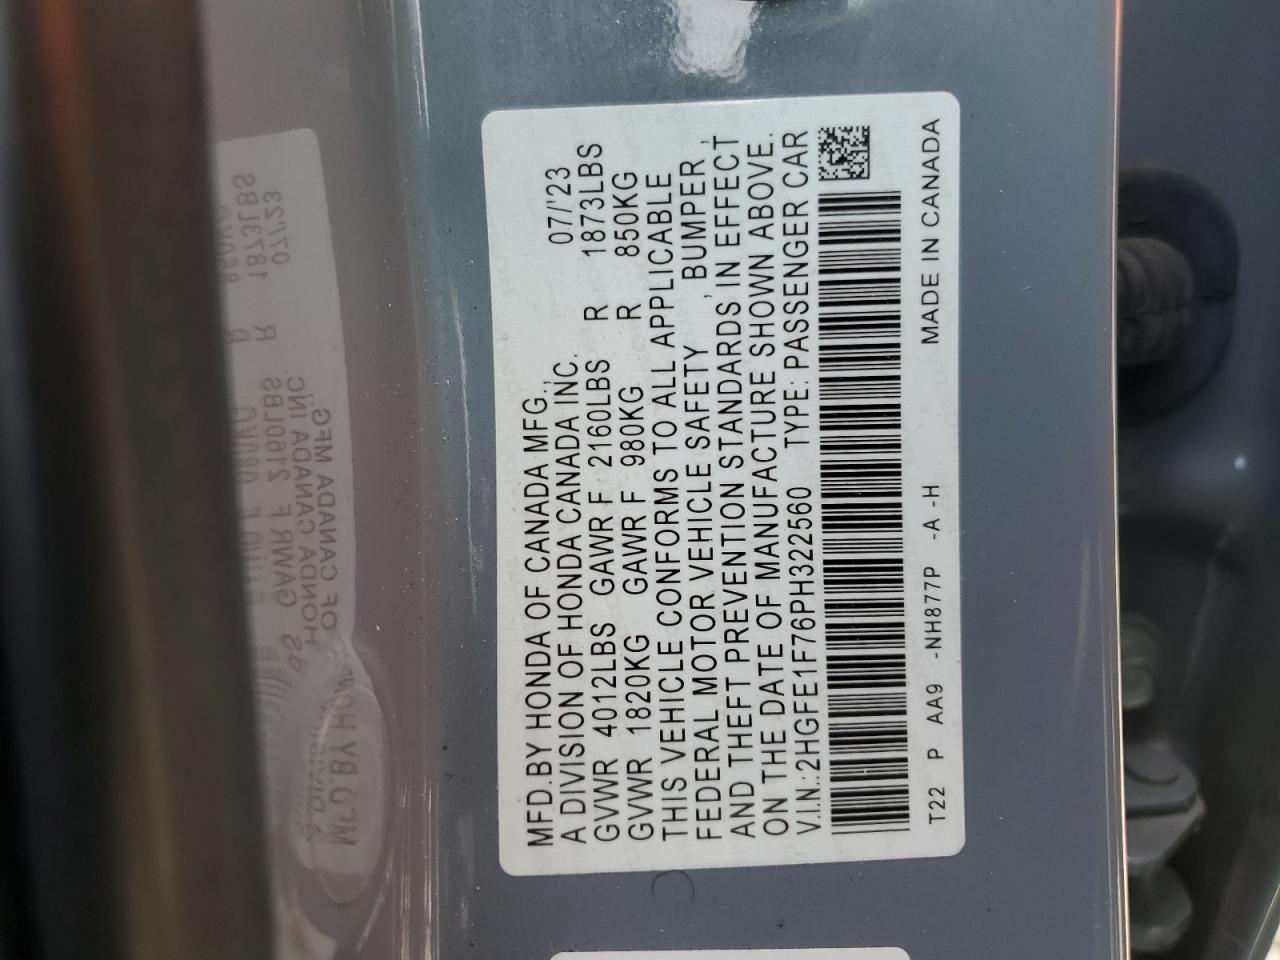 MFD.BY HONDA OF CANADA MFG., 07/'23
A DIVISION OF HONDA CANADA INC.
GVWR 4012LBS GAWR F 2160LBS R 1873LBS
GVWR 1820KG GAWR F 980KG R 850KG
THIS VEHICLE CONFORMS TO ALL APPLICABLE
FEDERAL MOTOR VEHICLE SAFETY , BUMPER ,
AND THEFT PREVENTION STANDARDS IN EFFECT
ON THE DATE OF MANUFACTURE SHOWN ABOVE.
V.I.N.:2HGFE1F76PH322560 TYPE: PASSENGER CAR
T22 P AA9 -NH877P -A -H MADE IN CANADA